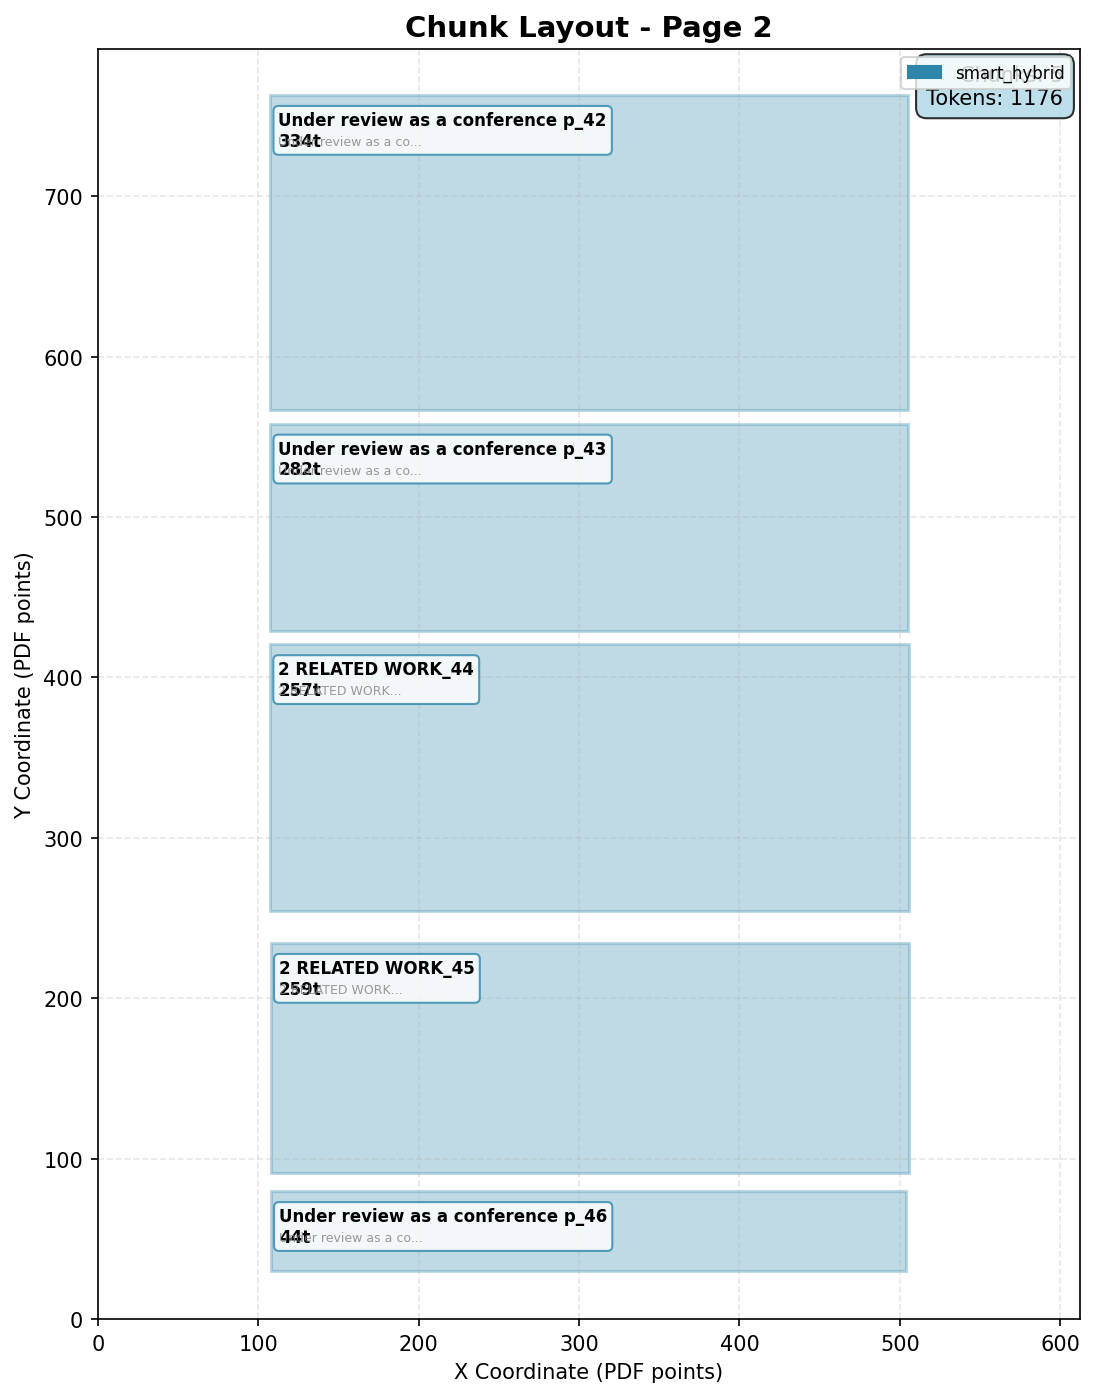 Chunk Layout - Page 2
smart_hybrid
Tokens: 1176
Under review as a conference p_42
334t
Under review as a co...
Under review as a conference p_43
282t
Under review as a co...
2 RELATED WORK_44
257t
2 RELATED WORK...
2 RELATED WORK_45
259t
2 RELATED WORK...
Under review as a conference p_46
44t
Under review as a co...
700
600
500
400
300
200
100
0
Y Coordinate (PDF points)
0 100 200 300 400 500 600
X Coordinate (PDF points)